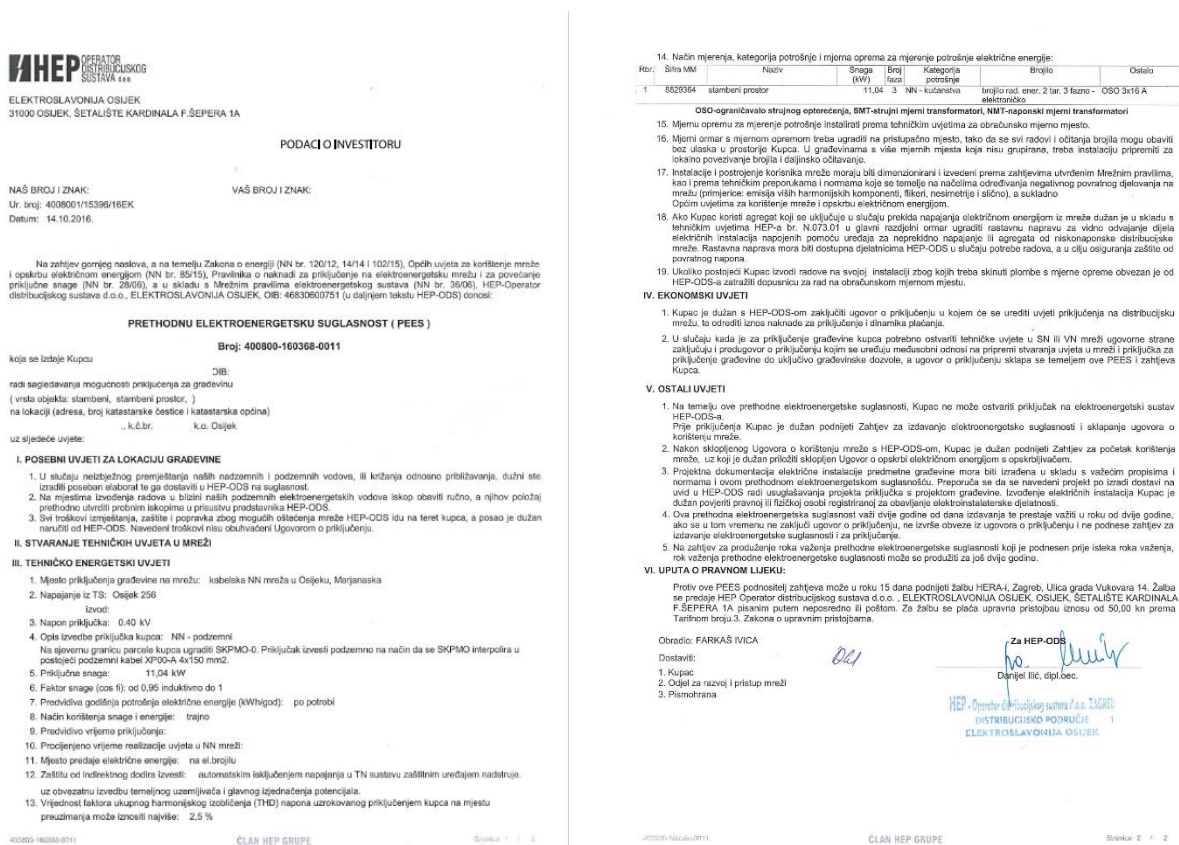 HEP OPERATOR
DISTRIBUCIJSKOG
SUSTAVA d.o.o.
ELEKTROSLAVONIJA OSIJEK
31000 OSIJEK, ŠETALIŠTE KARDINALA F.ŠEPERA 1A
PODACI O INVESTITORU
NAŠ BROJ I ZNAK: VAŠ BROJ I ZNAK:
Ur. broj: 4008001/15396/16EK
Datum: 14.10.2016.
Na zahtjev gornjeg naslova, a na temelju Zakona o energiji (NN br. 120/12, 14/14 i 102/15), Općih uvjeta za korištenje mreže
i opskrbu električnom energijom (NN br. 85/15), Pravilnika o naknadi za priključenje na elektroenergetsku mrežu i za povećanje
priključne snage (NN br. 28/06), a u skladu s Mrežnim pravilima elektroenergetskog sustava (NN br. 36/06), HEP-Operator
distribucijskog sustava d.o.o., ELEKTROSLAVONIJA OSIJEK, OIB: 46830600751 (u daljnjem tekstu HEP-ODS) donosi:
PRETHODNU ELEKTROENERGETSKU SUGLASNOST ( PEES )
Broj: 400800-160368-0011
koja se izdaje Kupcu
OIB:
radi sagledavanja mogućnosti priključenja za građevinu
( vrsta objekta: stambeni, stambeni prostor, )
na lokaciji (adresa, broj katastarske čestice i katastarska općina)
., k.č.br. k.o. Osijek
uz sljedeće uvjete:
I. POSEBNI UVJETI ZA LOKACIJU GRAĐEVINE
1. U slučaju neizbježnog premještanja naših nadzemnih i podzemnih vodova, ili križanja odnosno približavanja, dužni ste
izraditi poseban elaborat te ga dostaviti u HEP-ODS na suglasnost.
2. Na mjestima izvođenja radova u blizini naših podzemnih elektroenergetskih vodova iskop obaviti ručno, a njihov položaj
prethodno utvrditi probnim iskopima u prisustvu predstavnika HEP-ODS.
3. Svi troškovi izmještanja, zaštite i popravka zbog mogućih oštećenja mreže HEP-ODS idu na teret kupca, a posao je dužan
naručiti od HEP-ODS. Navedeni troškovi nisu obuhvaćeni Ugovorom o priključenju.
II. STVARANJE TEHNIČKIH UVJETA U MREŽI
III. TEHNIČKO ENERGETSKI UVJETI
1. Mjesto priključenja građevine na mrežu: kabelska NN mreža u Osijeku, Marjanaska
2. Napajanje iz TS: Osijek 256
izvod:
3. Napon priključka: 0.40 kV
4. Opis izvedbe priključka kupca: NN - podzemni
Na sjevernu granicu parcele kupca ugraditi SKPMO-0. Priključak izvesti podzemno na način da se SKPMO interpolira u
postojeći podzemni kabel XP00-A 4x150 mm2.
5. Priključna snaga: 11,04 kW
6. Faktor snage (cos fi): od 0,95 induktivno do 1
7. Predvidiva godišnja potrošnja električne energije (kWh/god): po potrebi
8. Način korištenja snage i energije: trajno
9. Predvidivo vrijeme priključenja:
10. Procijenjeno vrijeme realizacije uvjeta u NN mreži:
11. Mjesto predaje električne energije: na el.brojilu
12. Zaštitu od indirektnog dodira izvesti: automatskim isključenjem napajanja u TN sustavu zaštitnim uređajem nadstruje.
uz obvezatnu izvedbu temeljnog uzemljivača i glavnog izjednačenja potencijala.
13. Vrijednost faktora ukupnog harmonijskog izobličenja (THD) napona uzrokovanog priključenjem kupca na mjestu
preuzimanja može iznositi najviše: 2,5 %
400800-160368-0011 ČLAN HEP GRUPE Stranica 1 / 2
14. Način mjerenja, kategorija potrošnje i mjerna oprema za mjerenje potrošnje električne energije:
Rbr. Šifra MM Naziv Snaga (kW) Broj faza Kategorija potrošnje Brojilo Ostalo
1 8829364 stambeni prostor 11,04 3 NN - kućanstva brojilo rad. ener. 2 tar. 3 fazno - elektroničko OSO 3x16 A
OSO-ograničavalo strujnog opterećenja, SMT-strujni mjerni transformatori, NMT-naponski mjerni transformatori
15. Mjernu opremu za mjerenje potrošnje instalirati prema tehničkim uvjetima za obračunsko mjerno mjesto.
16. Mjerni ormar s mjernom opremom treba ugraditi na pristupačno mjesto, tako da se svi radovi i očitanja brojila mogu obaviti
bez ulaska u prostorije Kupca. U građevinama s više mjernih mjesta koja nisu grupirana, treba instalaciju pripremiti za
lokalno povezivanje brojila i daljinsko očitavanje.
17. Instalacije i postrojenje korisnika mreže moraju biti dimenzionirani i izvedeni prema zahtjevima utvrđenim Mrežnim pravilima,
kao i prema tehničkim preporukama i normama koje se temelje na načelima određivanja negativnog povratnog djelovanja na
mrežu (primjerice: emisija viših harmonijskih komponenti, flikeri, nesimetrije i slično), a sukladno
Općim uvjetima za korištenje mreže i opskrbu električnom energijom.
18. Ako Kupac koristi agregat koji se uključuje u slučaju prekida napajanja električnom energijom iz mreže dužan je u skladu s
tehničkim uvjetima HEP-a br. N.073.01 u glavni razdjelni ormar ugraditi rastavnu napravu za vidno odvajanje dijela
električnih instalacija napojenih pomoću uređaja za neprekidno napajanje ili agregata od niskonaponske distribucijske
mreže. Rastavna naprava mora biti dostupna djelatnicima HEP-ODS u slučaju potrebe radova, a u cilju osiguranja zaštite od
povratnog napona.
19. Ukoliko postojeći Kupac izvodi radove na svojoj instalaciji zbog kojih treba skinuti plombe s mjerne opreme obvezan je od
HEP-ODS-a zatražiti dopusnicu za rad na obračunskom mjernom mjestu.
IV. EKONOMSKI UVJETI
1. Kupac je dužan s HEP-ODS-om zaključiti ugovor o priključenju u kojem će se urediti uvjeti priključenja na distribucijsku
mrežu, to odrediti iznos naknade za priključenje i dinamika plaćanja.
2. U slučaju kada je za priključenje građevine kupca potrebno ostvariti tehničke uvjete u SN ili VN mreži ugovorne strane
zaključuju i predugovor o priključenju kojim se uređuju međusobni odnosi na pripremi stvaranja uvjeta u mreži i priključka za
priključenje građevine do uključivo građevinske dozvole, a ugovor o priključenju sklapa se temeljem ove PEES i zahtjeva
Kupca.
V. OSTALI UVJETI
1. Na temelju ove prethodne elektroenergetske suglasnosti, Kupac ne može ostvariti priključak na elektroenergetski sustav
HEP-ODS-a.
Prije priključenja Kupac je dužan podnijeti Zahtjev za izdavanje elektroenergetske suglasnosti i sklapanje ugovora o
korištenju mreže.
2. Nakon sklopljenog Ugovora o korištenju mreže s HEP-ODS-om, Kupac je dužan podnijeti Zahtjev za početak korištenja
mreže, uz koji je dužan priložiti sklopljen Ugovor o opskrbi električnom energijom s opskrbljivačem.
3. Projektna dokumentacija električne instalacije predmetne građevine mora biti izrađena u skladu s važećim propisima i
normama i ovom prethodnom elektroenergetskom suglasnošću. Preporuča se da se navedeni projekt po izradi dostavi na
uvid u HEP-ODS radi usuglašavanja projekta priključka s projektom građevine. Izvođenje električnih instalacija Kupac je
dužan povjeriti pravnoj ili fizičkoj osobi registriranoj za obavljanje elektroinstalaterske djelatnosti.
4. Ova prethodna elektroenergetska suglasnost važi dvije godine od dana izdavanja te prestaje važiti u roku od dvije godine,
ako se u tom vremenu ne zaključi ugovor o priključenju, ne izvrše obveze iz ugovora o priključenju i ne podnese zahtjev za
izdavanje elektroenergetske suglasnosti i za priključenje.
5. Na zahtjev za produženje roka važenja prethodne elektroenergetske suglasnosti koji je podnesen prije isteka roka važenja,
rok važenja prethodne elektroenergetske suglasnosti može se produžiti za još dvije godine.
VI. UPUTA O PRAVNOM LIJEKU:
Protiv ove PEES podnositelj zahtjeva može u roku 15 dana podnijeti žalbu HERA-i, Zagreb, Ulica grada Vukovara 14. Žalba
se predaje HEP Operator distribucijskog sustava d.o.o. , ELEKTROSLAVONIJA OSIJEK, OSIJEK, ŠETALIŠTE KARDINALA
F.ŠEPERA 1A pisanim putem neposredno ili poštom. Za žalbu se plaća upravna pristojbau iznosu od 50,00 kn prema
Tarifnom broju.3. Zakona o upravnim pristojbama.
Obradio: FARKAŠ IVICA Za HEP-ODS
Dostaviti:
1. Kupac
2. Odjel za razvoj i pristup mreži
3. Pismohrana
Danijel Ilić, dipl.oec.
HEP - Operator distribucijskog sustava d.o.o. ZAGREB
DISTRIBUCIJSKO PODRUČJE 1
ELEKTROSLAVONIJA OSIJEK
400800-160368-0011 ČLAN HEP GRUPE Stranica 2 / 2